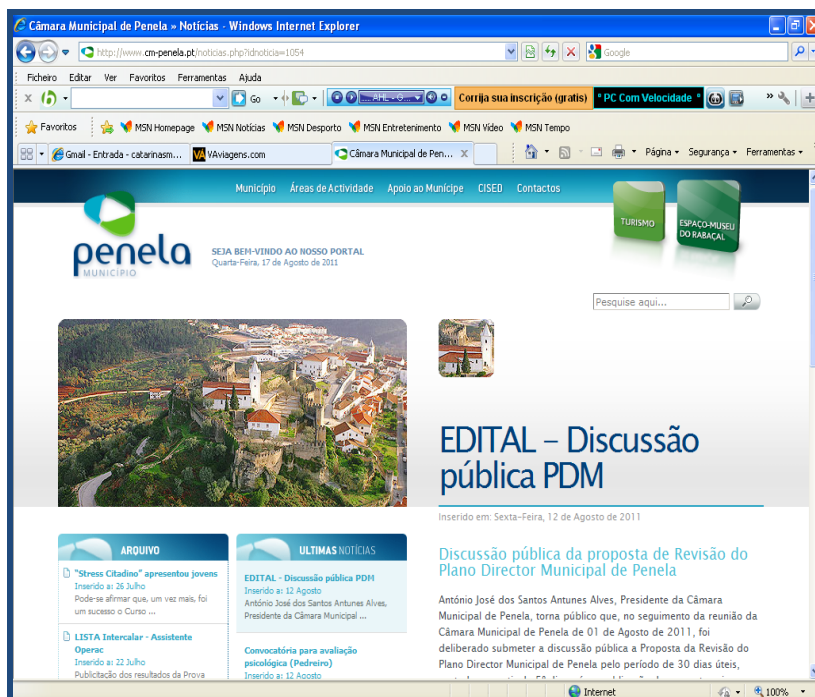 Câmara Municipal de Penela » Notícias - Windows Internet Explorer
http://www.cm-penela.pt/noticias.php?idnoticia=1054
Google
Ficheiro Editar Ver Favoritos Ferramentas Ajuda
Go
AHL - G...
Corrija sua inscrição (gratis)
* PC Com Velocidade *
Favoritos
MSN Homepage MSN Notícias MSN Desporto MSN Entretenimento MSN Video MSN Tempo
Gmail - Entrada - catarinasm...
VAViagens.com
Câmara Municipal de Pen...
Página Segurança Ferramentas
Município Áreas de Actividade Apoio ao Munícipe CISED Contactos
TURISMO
ESPAÇO-MUSEU
DO RABAÇAL
penela
MUNICÍPIO
SEJA BEM-VINDO AO NOSSO PORTAL
Quarta-Feira, 17 de Agosto de 2011
Pesquise aqui...
EDITAL – Discussão
pública PDM
Inserido em: Sexta-Feira, 12 de Agosto de 2011
ARQUIVO
"Stress Citadino" apresentou jovens
Inserido a: 26 Julho
Pode-se afirmar que, um vez mais, foi
um sucesso o Curso ...
LISTA Intercalar - Assistente
Operac
Inserido a: 22 Julho
Publicitação dos resultados da Prova
ULTIMAS NOTÍCIAS
EDITAL - Discussão pública PDM
Inserido a: 12 Agosto
António José dos Santos Antunes Alves,
Presidente da Câmara Municipal ...
Convocatória para avaliação
psicológica (Pedreiro)
Inserido a: 12 Agosto
Discussão pública da proposta de Revisão do
Plano Director Municipal de Penela
António José dos Santos Antunes Alves, Presidente da Câmara
Municipal de Penela, torna público que, no seguimento da reunião da
Câmara Municipal de Penela de 01 de Agosto de 2011, foi
deliberado submeter a discussão pública a Proposta da Revisão do
Plano Director Municipal de Penela pelo período de 30 dias úteis,
Internet
100%